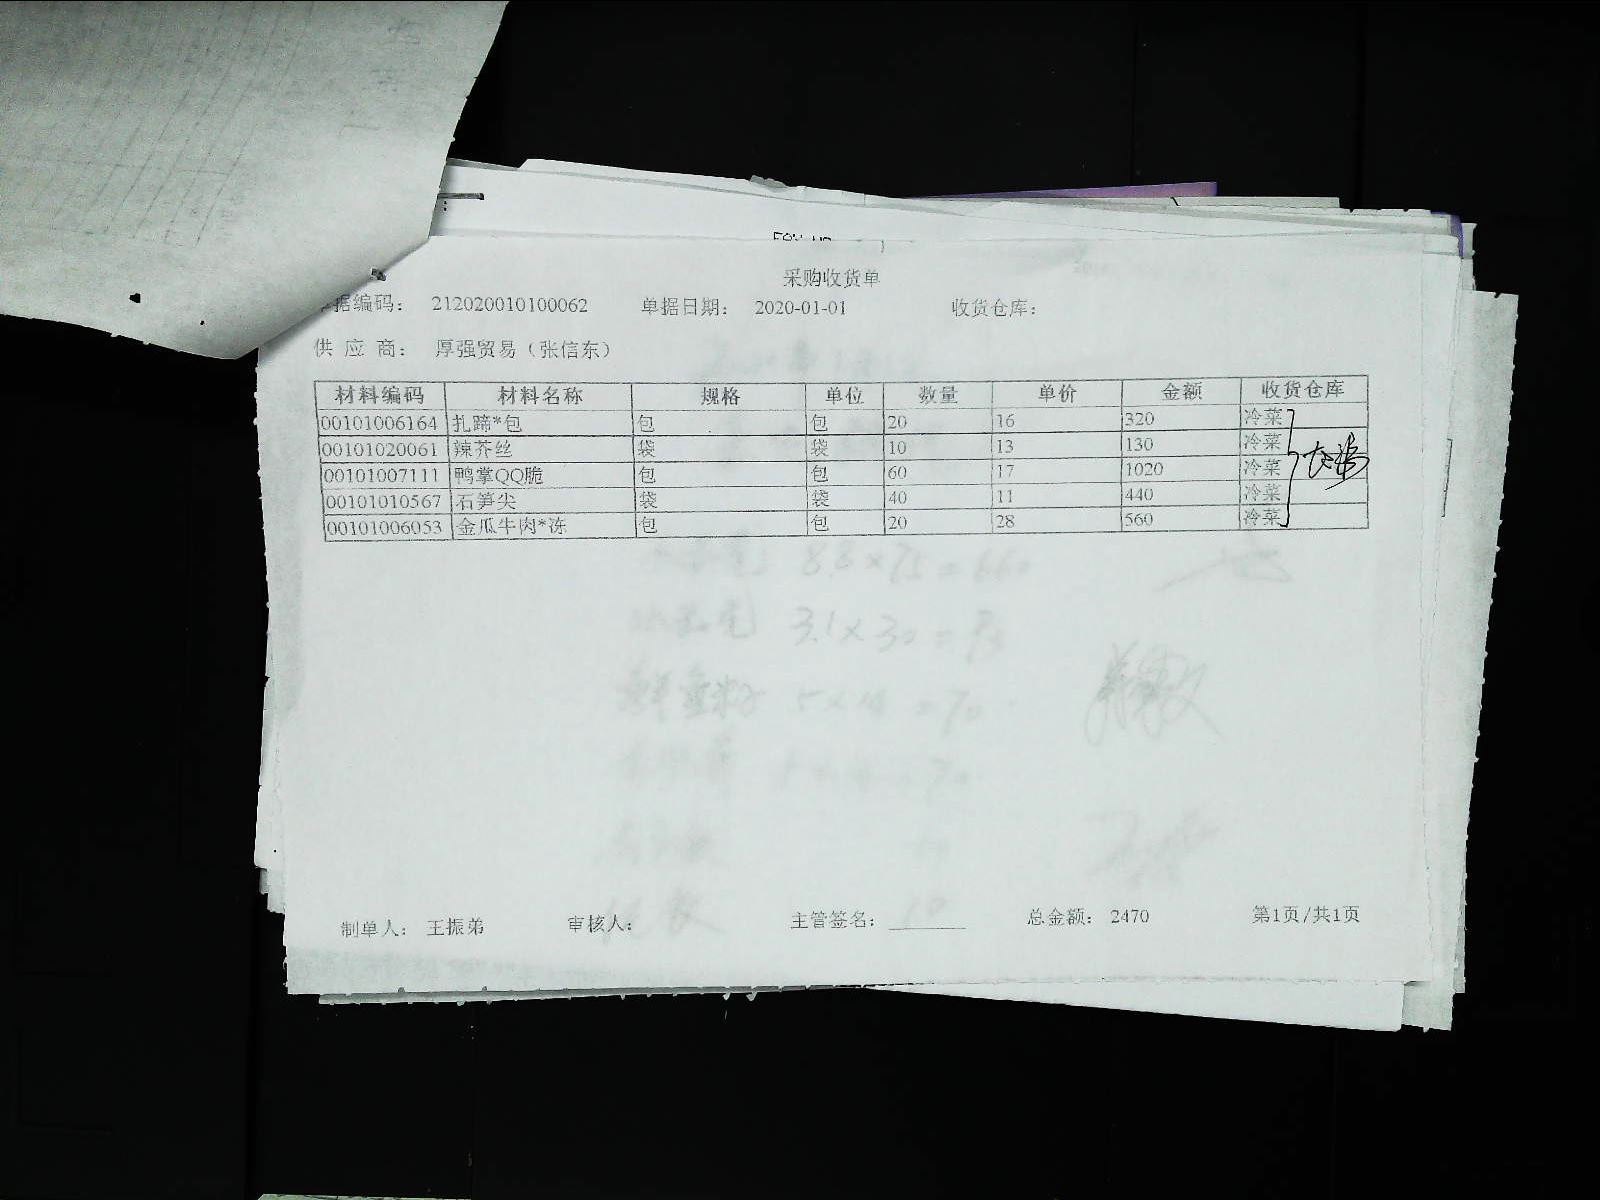 采购收货单
据编码: 212020010100062 单据日期: 2020-01-01 收货仓库:
供应商: 厚强贸易（张信东）
材料编码 材料名称 规格 单位 数量 单价 金额 收货仓库
00101006164 扎蹄*包 包 包 20 16 320 冷菜
00101020061 辣芥丝 袋 袋 10 13 130 冷菜
00101007111 鸭掌QQ脆 包 包 60 17 1020 冷菜
00101010567 石笋尖 袋 袋 40 11 440 冷菜
00101006053 金瓜牛肉*冻 包 包 20 28 560 冷菜
3.1×30=93
制单人: 王振弟 审核人: 主管签名: 总金额: 2470 第1页/共1页